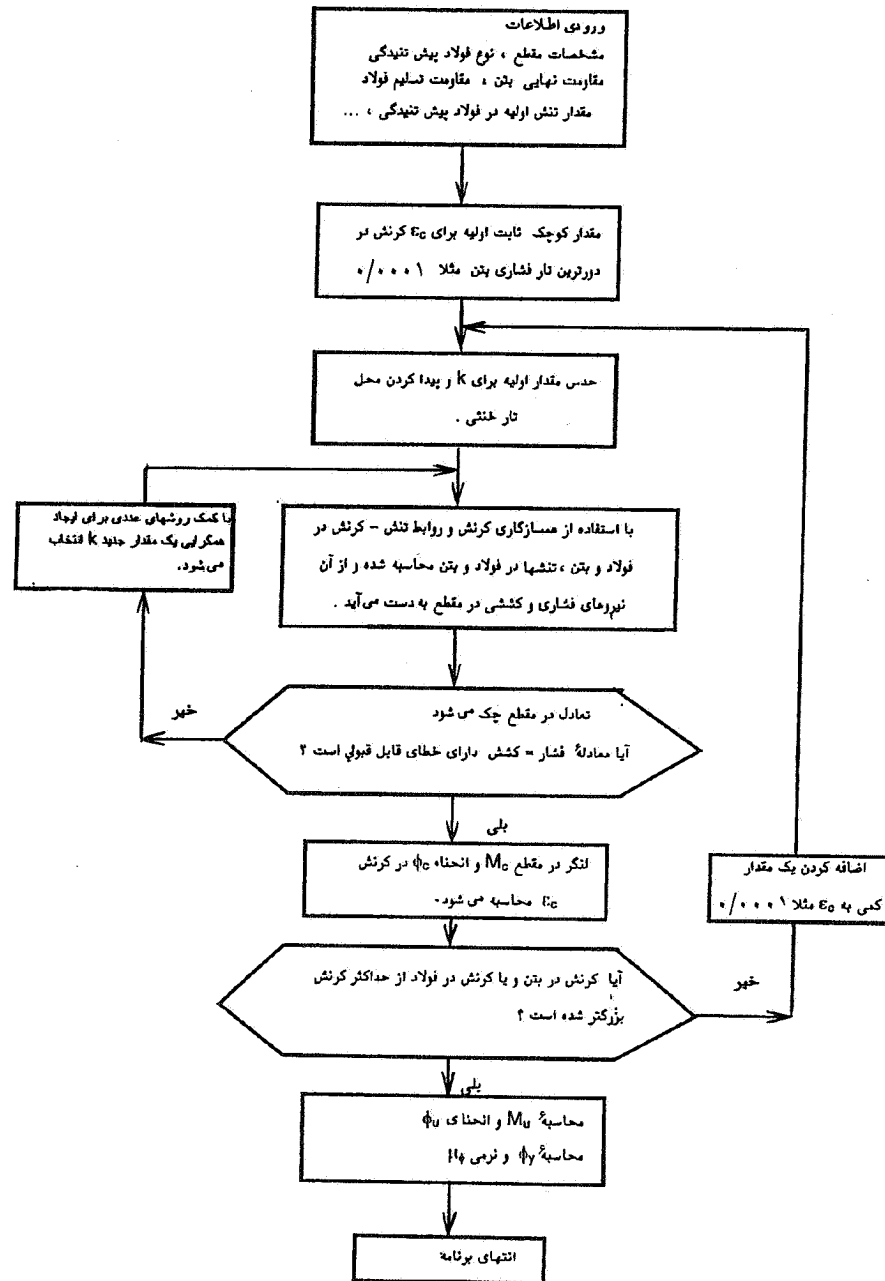 ورودی اطلاعات
مشخصات مقطع ، نوع فولاد پیش تنیدگی
مقاومت نهایی بتن ، مقاومت تسلیم فولاد
مقدار تنش اولیه در فولاد پیش تنیدگی ، ...
مقدار کوچک ثابت اولیه برای εc کرنش در
دورترین تار فشاری بتن مثلا ۰/۰۰۰۱
حدس مقدار اولیه برای k و پیدا کردن محل
تار خنثی .
با کمک روشهای عددی برای ایجاد
همگرایی یک مقدار جدید k انتخاب
می‌شود.
با استفاده از همسازگاری کرنش و روابط تنش – کرنش در
فولاد و بتن ، تنشها در فولاد و بتن محاسبه شده و از آن
نیروهای فشاری و کششی در مقطع به دست می‌آید .
خیر
تعادل در مقطع چک می شود
آیا معادلهٔ فشار = کشش دارای خطای قابل قبولی است ؟
بلی
لنگر در مقطع Mc و انحناء ϕc در کرنش
εc محاسبه می شود.
اضافه کردن یک مقدار
کمی به εc مثلا ۰/۰۰۰۱
آیا کرنش در بتن و یا کرنش در فولاد از حداکثر کرنش
بزرگتر شده است ؟
خیر
بلی
محاسبهٔ Mu و انحنای ϕu
محاسبهٔ ϕy و نرمی μϕ
انتهای برنامه